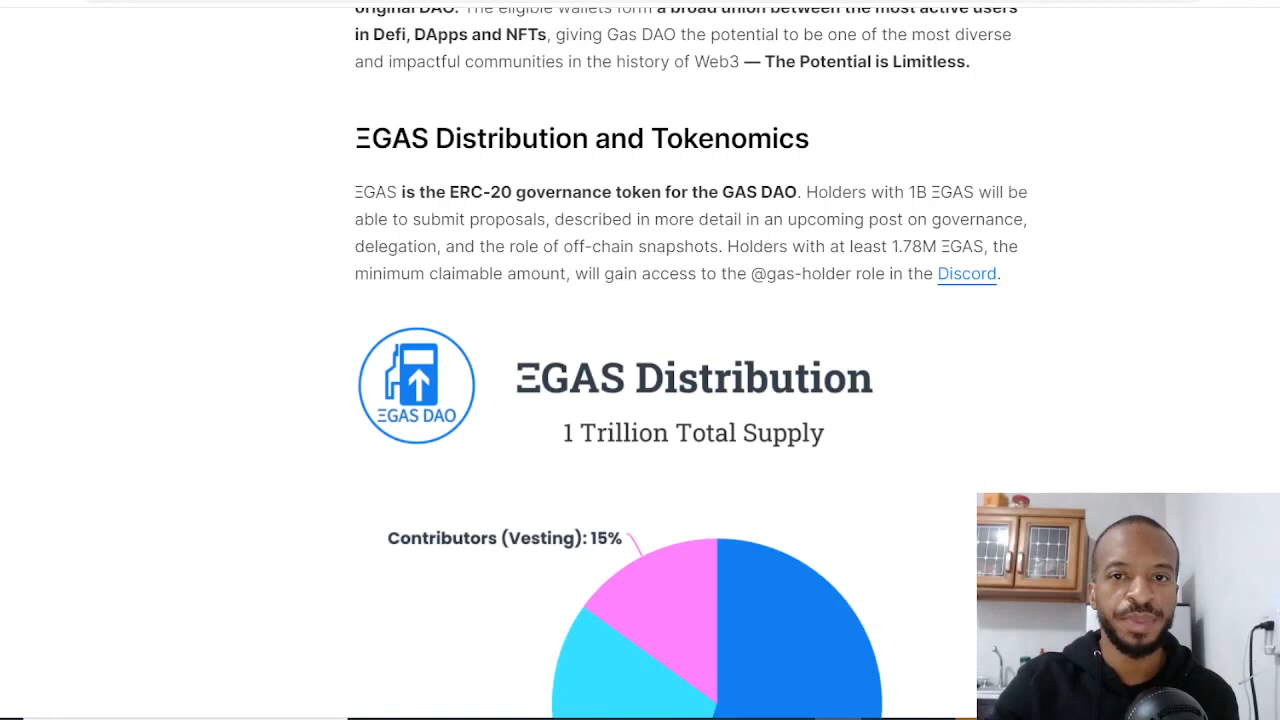 original DAO. The eligible wallets form a broad union between the most active users
in Defi, DApps and NFTs, giving Gas DAO the potential to be one of the most diverse
and impactful communities in the history of Web3 — The Potential is Limitless.
ΞGAS Distribution and Tokenomics
ΞGAS is the ERC-20 governance token for the GAS DAO. Holders with 1B ΞGAS will be
able to submit proposals, described in more detail in an upcoming post on governance,
delegation, and the role of off-chain snapshots. Holders with at least 1.78M ΞGAS, the
minimum claimable amount, will gain access to the @gas-holder role in the Discord.
ΞGAS DAO
ΞGAS Distribution
1 Trillion Total Supply
Contributors (Vesting): 15%